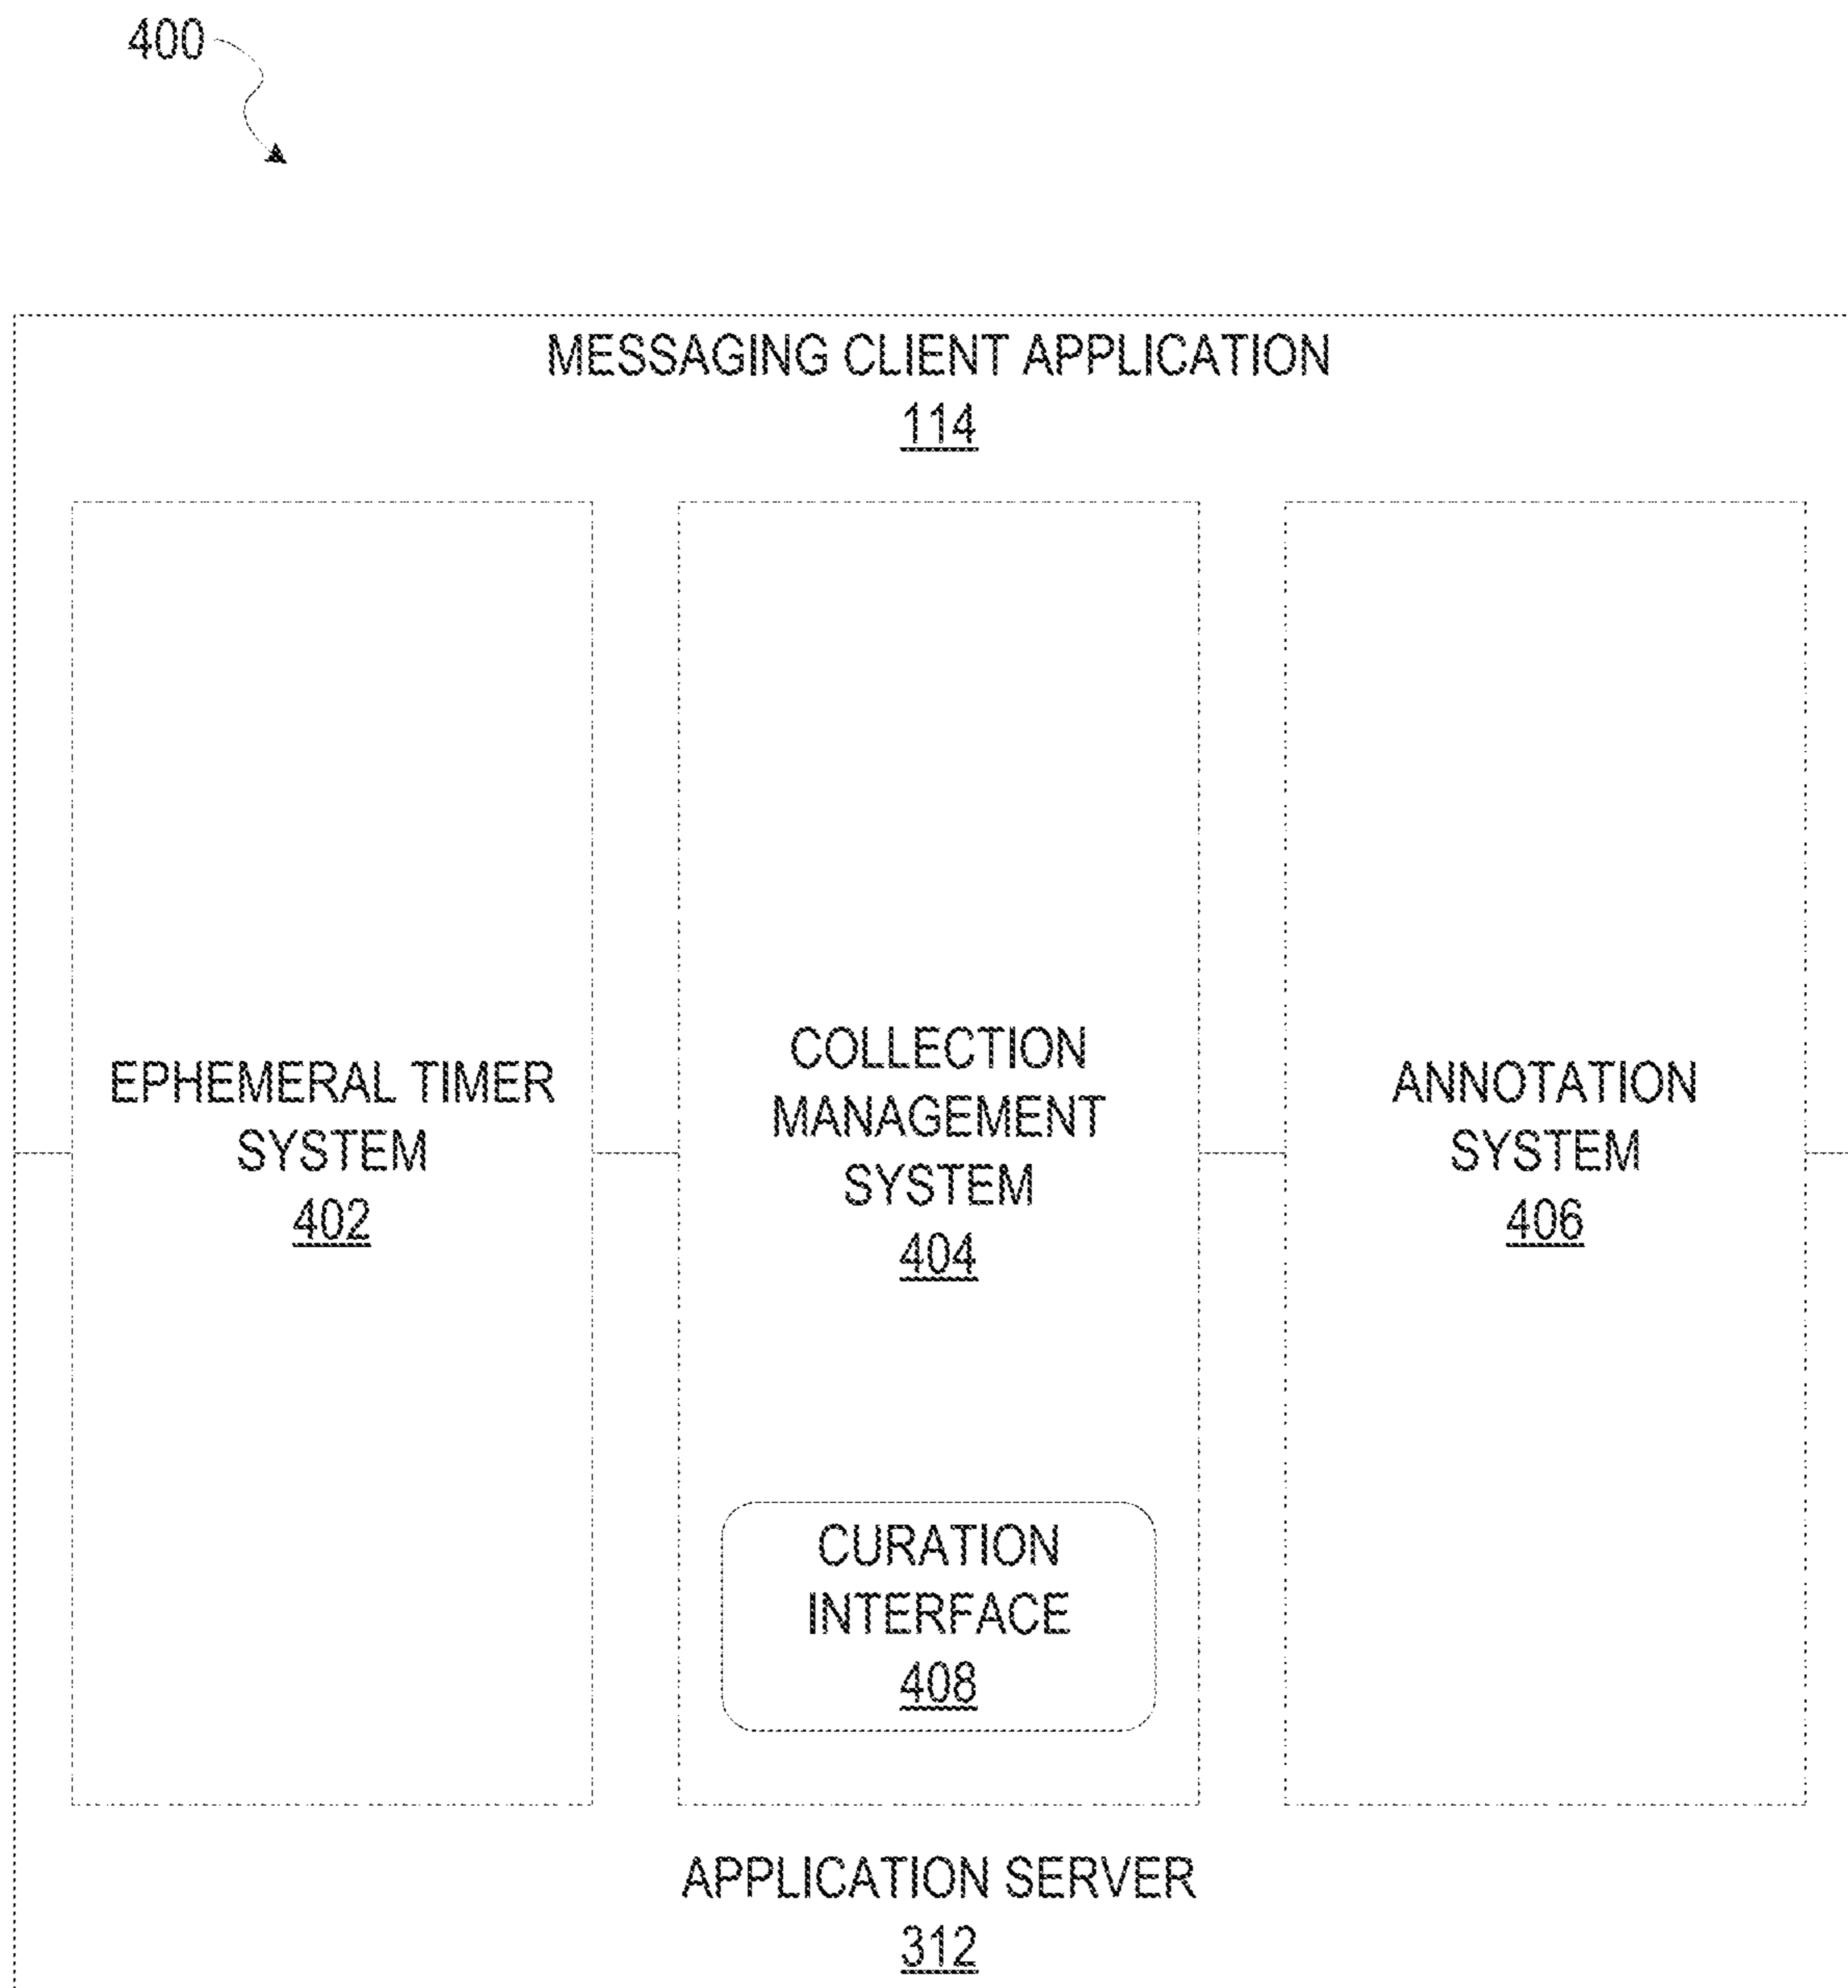 400
MESSAGING CLIENT APPLICATION
114
EPHEMERAL TIMER
SYSTEM
402
COLLECTION
MANAGEMENT
SYSTEM
404
ANNOTATION
SYSTEM
406
CURATION
INTERFACE
408
APPLICATION SERVER
312